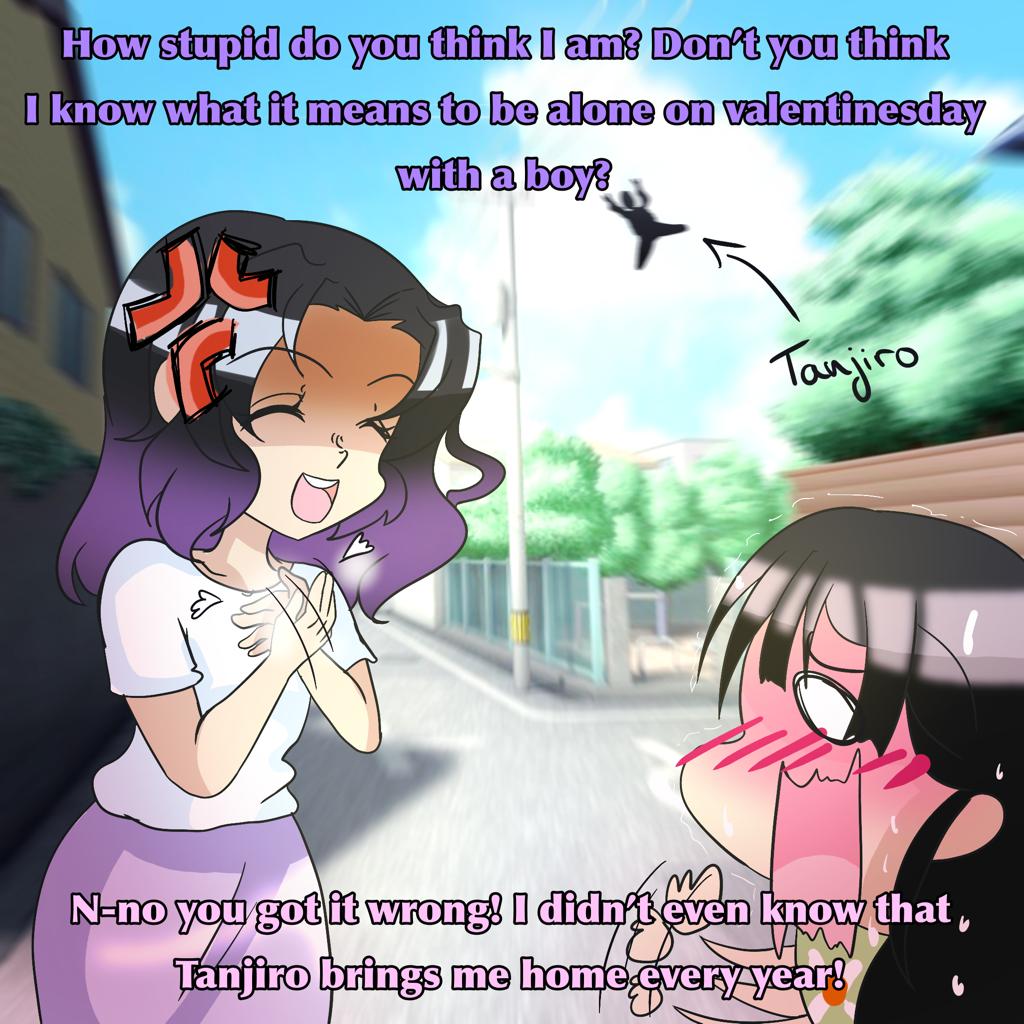 How stupid do you think I am? Don't you think
I know what it means to be alone on valentinesday
with a boy?
Tanjiro
N-no you got it wrong! I didn't even know that
Tanjiro brings me home every year!